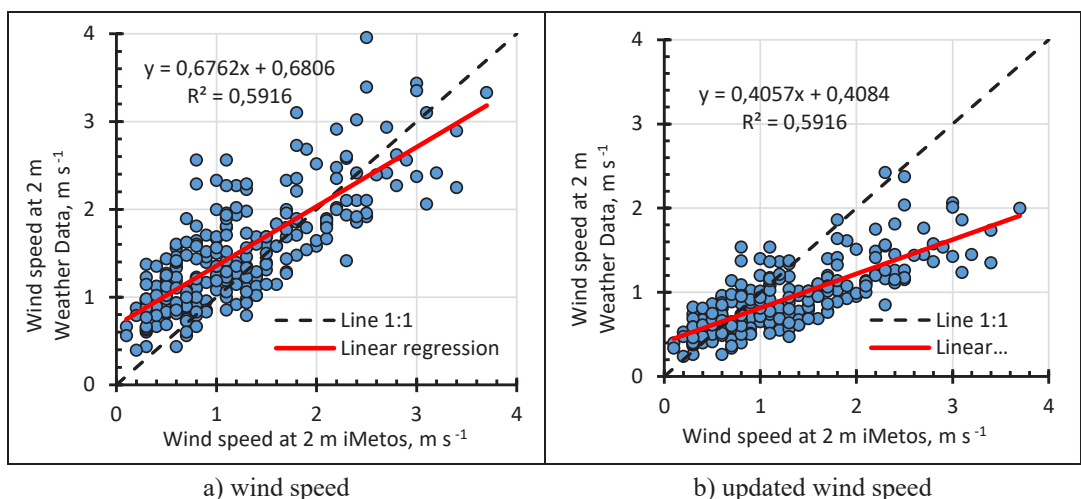 4
3
2
1
0
0
1
2
3
4
Wind speed at 2 m
Weather Data, m s⁻¹
y = 0,6762x + 0,6806
R² = 0,5916
Line 1:1
Linear regression
Wind speed at 2 m iMetos, m s⁻¹
a) wind speed
4
3
2
1
0
0
1
2
3
4
Wind speed at 2 m
Weather Data, m s⁻¹
y = 0,4057x + 0,4084
R² = 0,5916
Line 1:1
Linear...
Wind speed at 2 m iMetos, m s⁻¹
b) updated wind speed